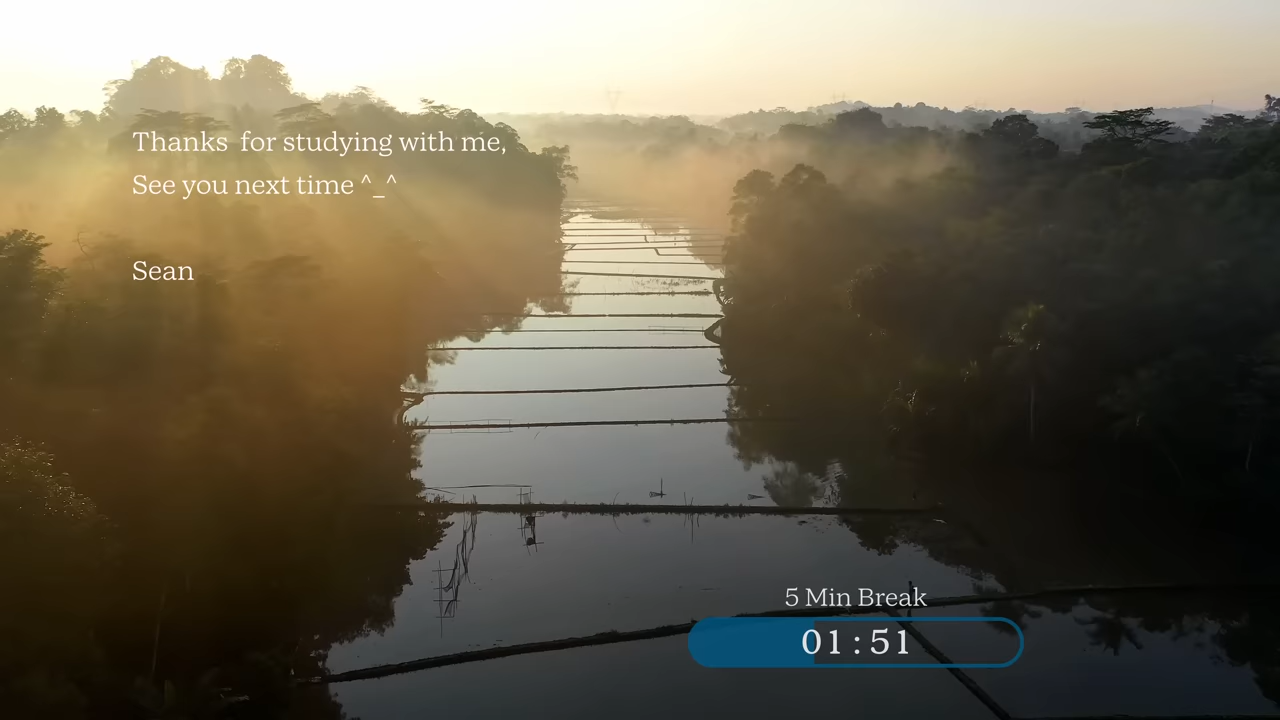 Thanks  for studying with me,
See you next time ^_^
Sean
5 Min Break
01:51